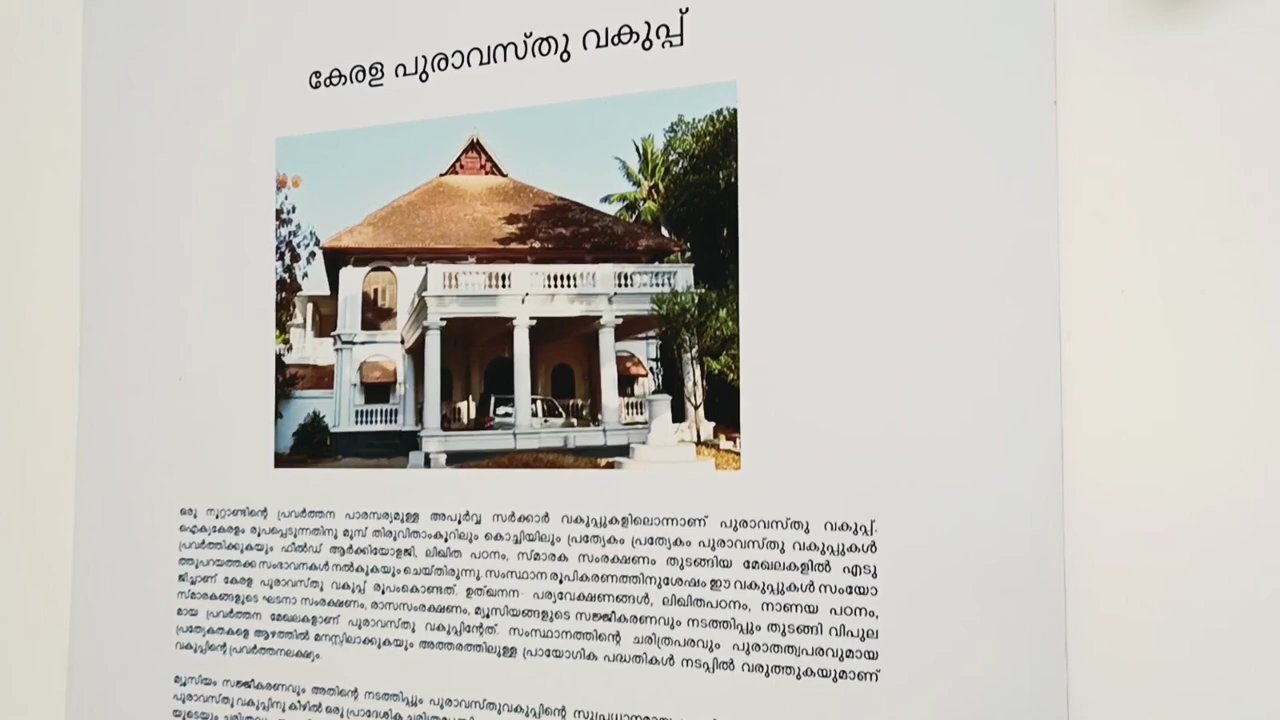 കേരള പുരാവസ്തു വകുപ്പ്
ഒരു നൂറ്റാണ്ടിന്റെ പ്രവർത്തന പാരമ്പര്യമുള്ള അപൂർവ്വ സർക്കാർ വകുപ്പുകളിലൊന്നാണ് പുരാവസ്തു വകുപ്പ്.
ഐക്യകേരളം രൂപപ്പെടുന്നതിനു മുമ്പ് തിരുവിതാംകൂറിലും കൊച്ചിയിലും പ്രത്യേകം പ്രത്യേകം പുരാവസ്തു വകുപ്പുകൾ
പ്രവർത്തിക്കുകയും ഫീൽഡ് ആർക്കിയോളജി, ലിഖിത പഠനം, സ്മാരക സംരക്ഷണം തുടങ്ങിയ മേഖലകളിൽ എടു
ത്തുപറയത്തക്ക സംഭാവനകൾ നൽകുകയും ചെയ്തിരുന്നു. സംസ്ഥാന രൂപികരണത്തിനുശേഷം ഈ വകുപ്പുകൾ സംയോ
ജിച്ചാണ് കേരള പുരാവസ്തു വകുപ്പ് രൂപംകൊണ്ടത്. ഉത്ഖനന- പര്യവേക്ഷണങ്ങൾ, ലിഖിതപഠനം, നാണയ പഠനം,
സ്മാരകങ്ങളുടെ ഘടനാ സംരക്ഷണം, രാസസംരക്ഷണം, മ്യൂസിയങ്ങളുടെ സജ്ജീകരണവും നടത്തിപ്പും തുടങ്ങി വിപുല
മായ പ്രവർത്തന മേഖലകളാണ് പുരാവസ്തു വകുപ്പിന്റേത്. സംസ്ഥാനത്തിന്റെ ചരിത്രപരവും പുരാതത്വപരവുമായ
പ്രത്യേകതകളെ ആഴത്തിൽ മനസ്സിലാക്കുകയും അത്തരത്തിലുള്ള പ്രായോഗിക പദ്ധതികൾ നടപ്പിൽ വരുത്തുകയുമാണ്
വകുപ്പിന്റെ പ്രവർത്തനലക്ഷ്യം.
മ്യൂസിയം സജ്ജീകരണവും അതിന്റെ നടത്തിപ്പും പുരാവസ്തുവകുപ്പിന്റെ
പുരാവസ്തു വകുപ്പിനു കീഴിൽ ഒരു പ്രാദേശിക